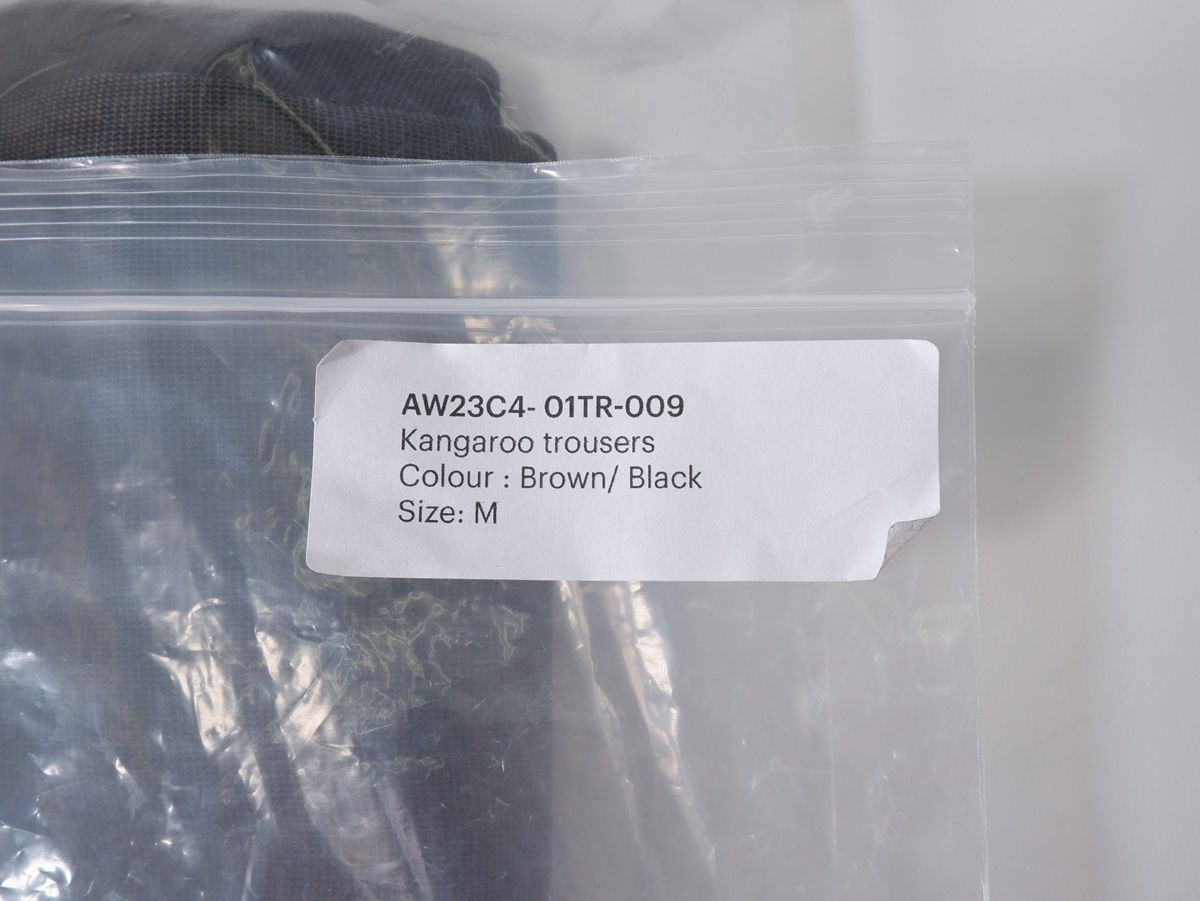 AW23C4- 01TR-009
Kangaroo trousers
Colour : Brown/ Black
Size: M